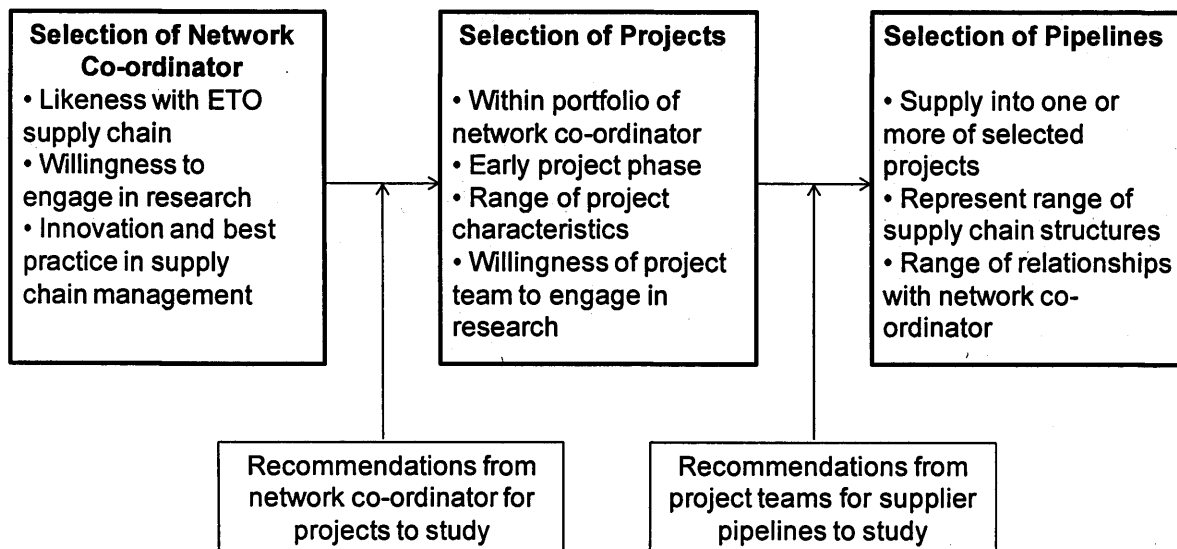 Selection of Network
Co-ordinator
• Likeness with ETO
supply chain
• Willingness to
engage in research
• Innovation and best
practice in supply
chain management
Selection of Projects
• Within portfolio of
network co-ordinator
• Early project phase
• Range of project
characteristics
• Willingness of project
team to engage in
research
Selection of Pipelines
• Supply into one or
more of selected
projects
• Represent range of
supply chain structures
• Range of relationships
with network co-
ordinator
Recommendations from
network co-ordinator for
projects to study
Recommendations from
project teams for supplier
pipelines to study